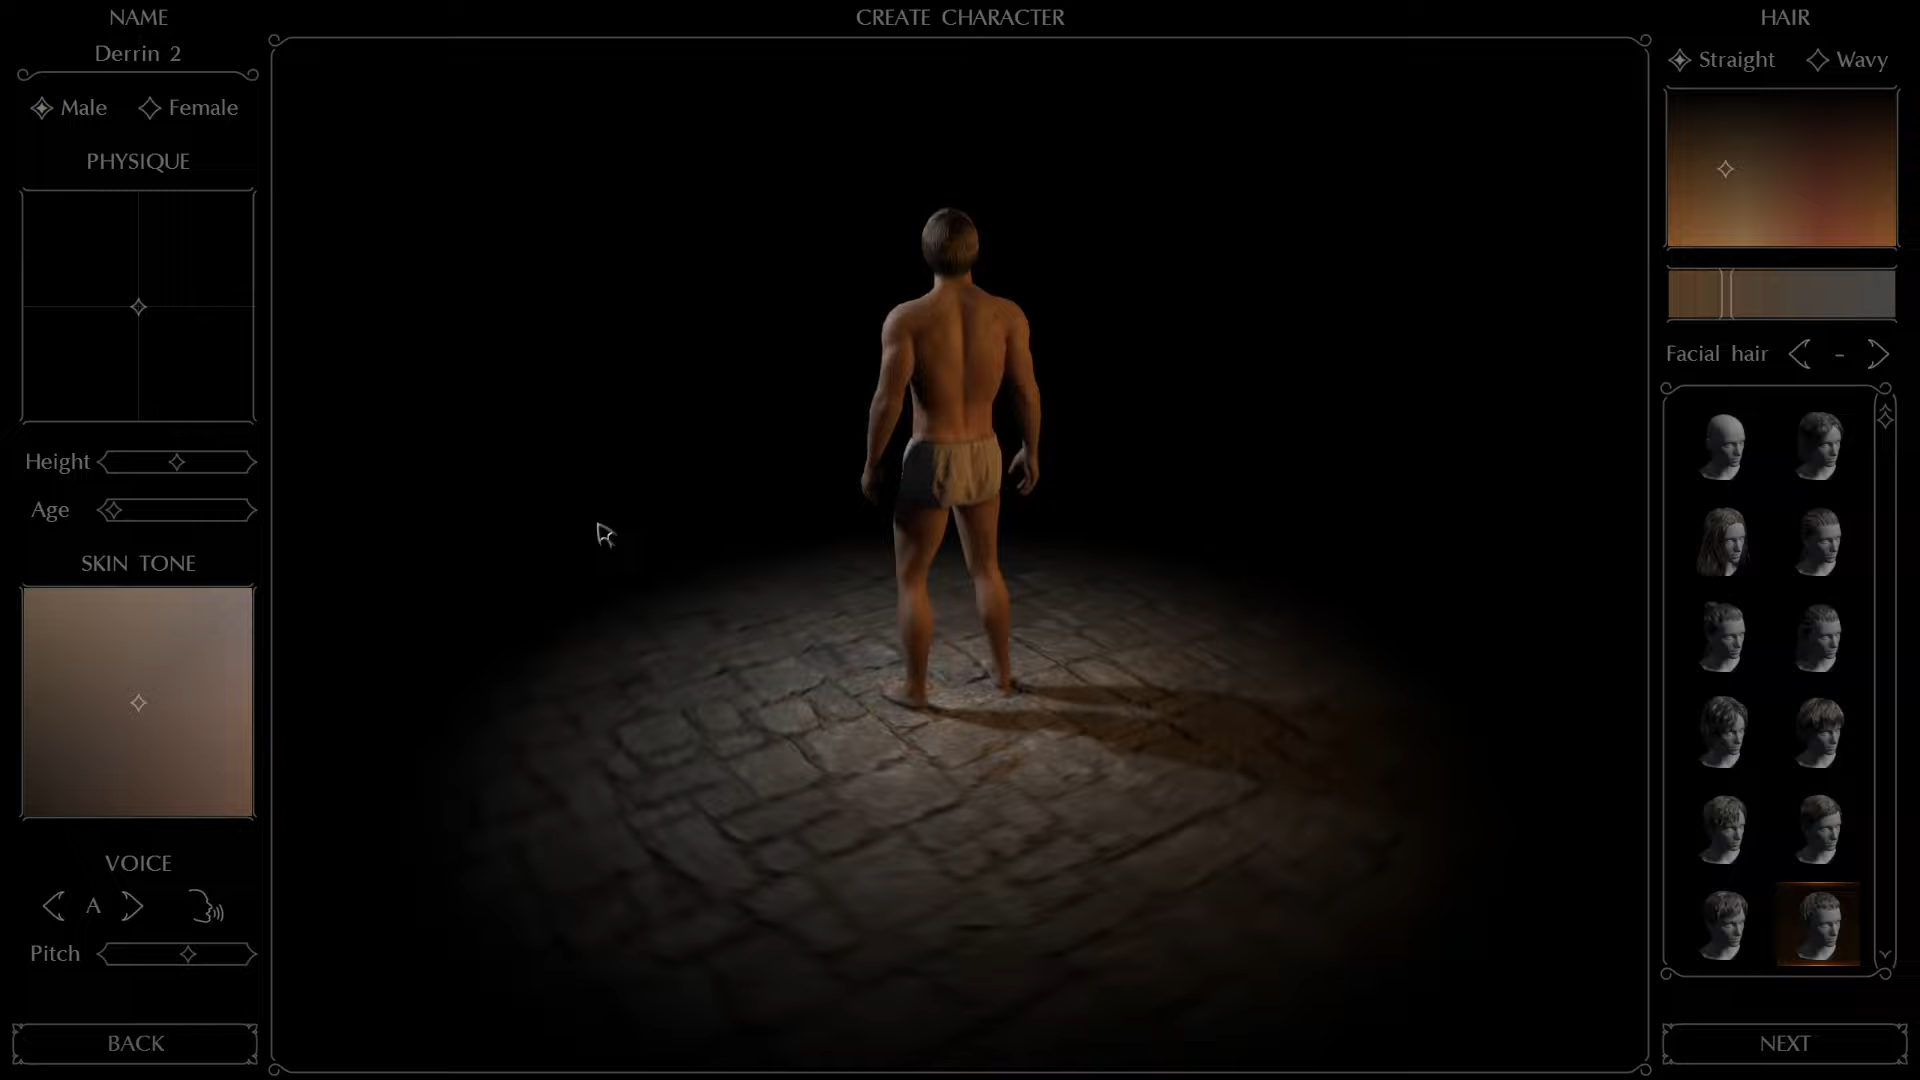 NAME
Derrin 2
Male
Female
PHYSIQUE
Height
Age
SKIN TONE
VOICE
A
Pitch
BACK
CREATE CHARACTER
HAIR
Straight
Wavy
Facial hair
-
NEXT